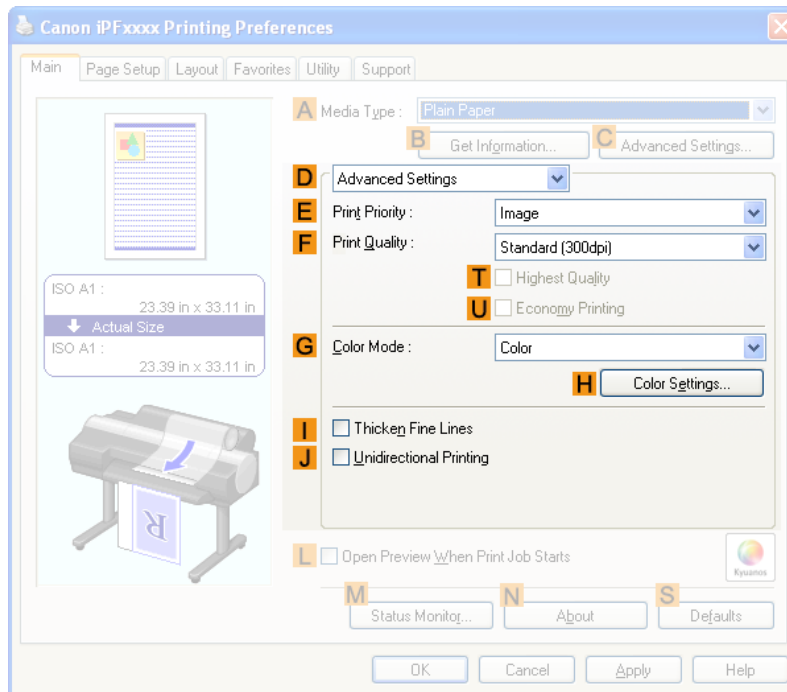 Canon iPFxxxx Printing Preferences
Main Page Setup Layout Favorites Utility Support
A Media Type : Plain Paper
B Get Information... C Advanced Settings...
D Advanced Settings
E Print Priority : Image
F Print Quality : Standard (300dpi)
T Highest Quality
U Economy Printing
ISO A1 :
23.39 in x 33.11 in
Actual Size
ISO A1 :
23.39 in x 33.11 in
G Color Mode : Color
H Color Settings...
I Thicken Fine Lines
J Unidirectional Printing
R
L Open Preview When Print Job Starts
Kyuanos
M Status Monitor... N About S Defaults
OK Cancel Apply Help